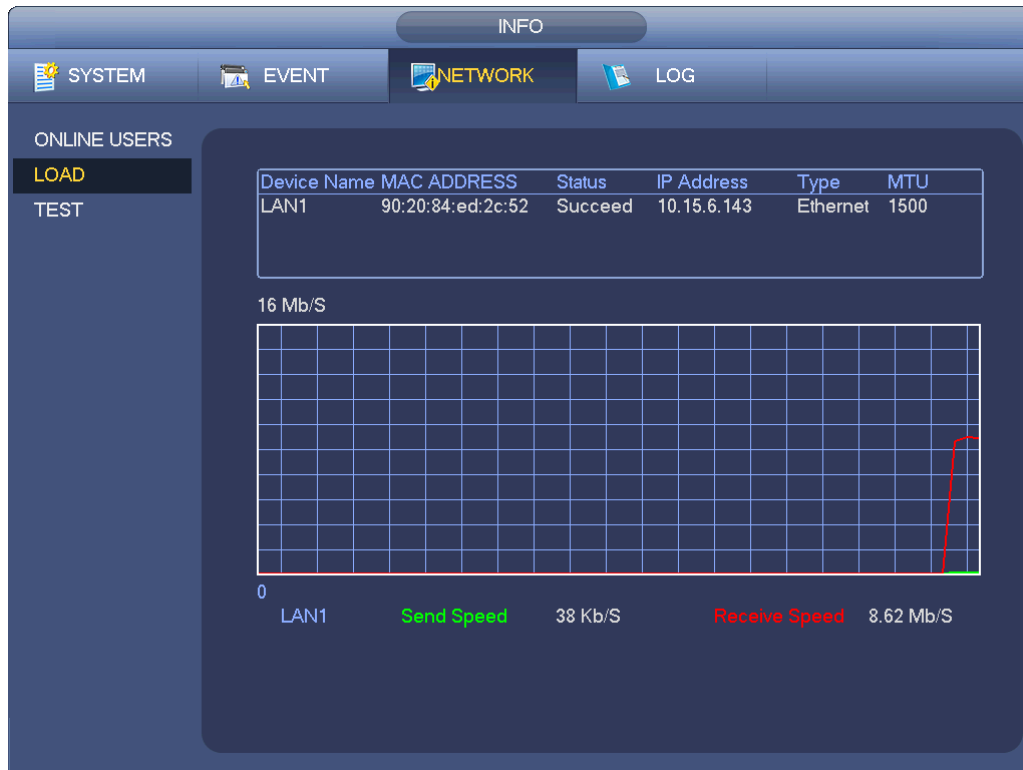 INFO
SYSTEM EVENT NETWORK LOG
ONLINE USERS
LOAD
TEST
Device Name MAC ADDRESS Status IP Address Type MTU
LAN1 90:20:84:ed:2c:52 Succeed 10.15.6.143 Ethernet 1500
16 Mb/S
0
LAN1 Send Speed 38 Kb/S Receive Speed 8.62 Mb/S